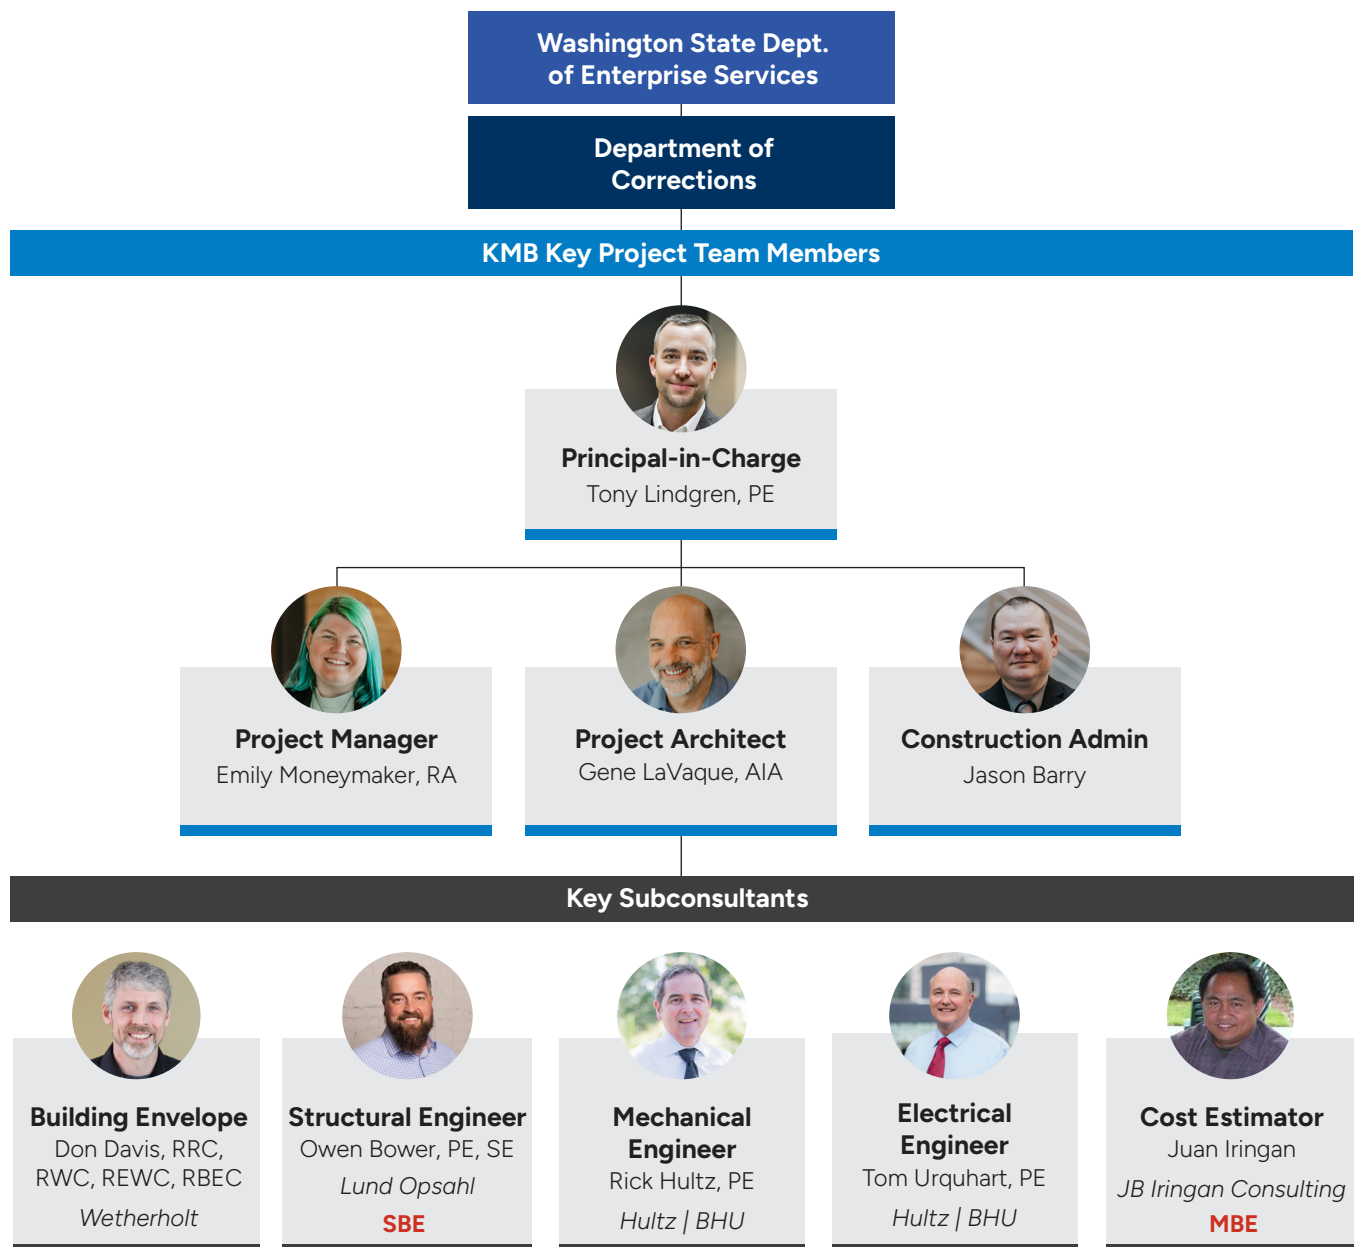 Washington State Dept.
of Enterprise Services
Department of
Corrections
KMB Key Project Team Members
Principal-in-Charge
Tony Lindgren, PE
Project Manager
Emily Moneymaker, RA
Project Architect
Gene LaVaque, AIA
Construction Admin
Jason Barry
Key Subconsultants
Building Envelope
Don Davis, RRC,
RWC, REWC, RBEC
Wetherholt
Structural Engineer
Owen Bower, PE, SE
Lund Opsahl
SBE
Mechanical
Engineer
Rick Hultz, PE
Hultz | BHU
Electrical
Engineer
Tom Urquhart, PE
Hultz | BHU
Cost Estimator
Juan Iringan
JB Iringan Consulting
MBE